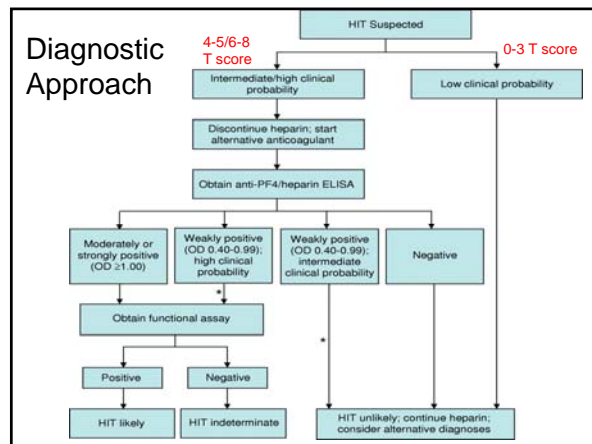 Diagnostic
Approach
HIT Suspected
4-5/6-8
T score
0-3 T score
Intermediate/high clinical
probability
Low clinical probability
Discontinue heparin; start
alternative anticoagulant
Obtain anti-PF4/heparin ELISA
Moderately or
strongly positive
(OD ≥1.00)
Weakly positive
(OD 0.40-0.99);
high clinical
probability
Weakly positive
(OD 0.40-0.99);
intermediate
clinical probability
Negative
*
*
Obtain functional assay
Positive
Negative
HIT likely
HIT indeterminate
HIT unlikely; continue heparin;
consider alternative diagnoses